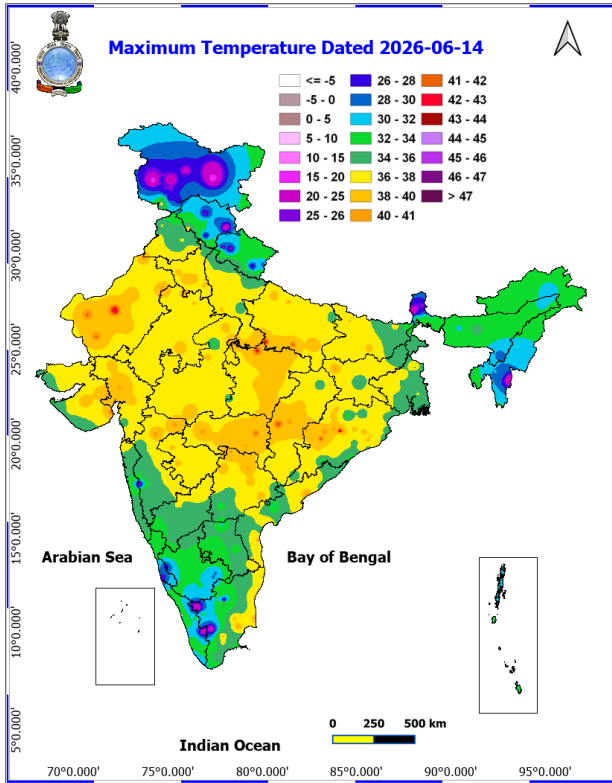 Maximum Temperature Dated 2026-06-14
<= -5
-5 - 0
0 - 5
5 - 10
10 - 15
15 - 20
20 - 25
25 - 26
26 - 28
28 - 30
30 - 32
32 - 34
34 - 36
36 - 38
38 - 40
40 - 41
41 - 42
42 - 43
43 - 44
44 - 45
45 - 46
46 - 47
> 47
40°0.000'
35°0.000'
30°0.000'
25°0.000'
20°0.000'
15°0.000'
10°0.000'
5°0.000'
Arabian Sea
Bay of Bengal
Indian Ocean
0 250 500 km
70°0.000' 75°0.000' 80°0.000' 85°0.000' 90°0.000' 95°0.000'